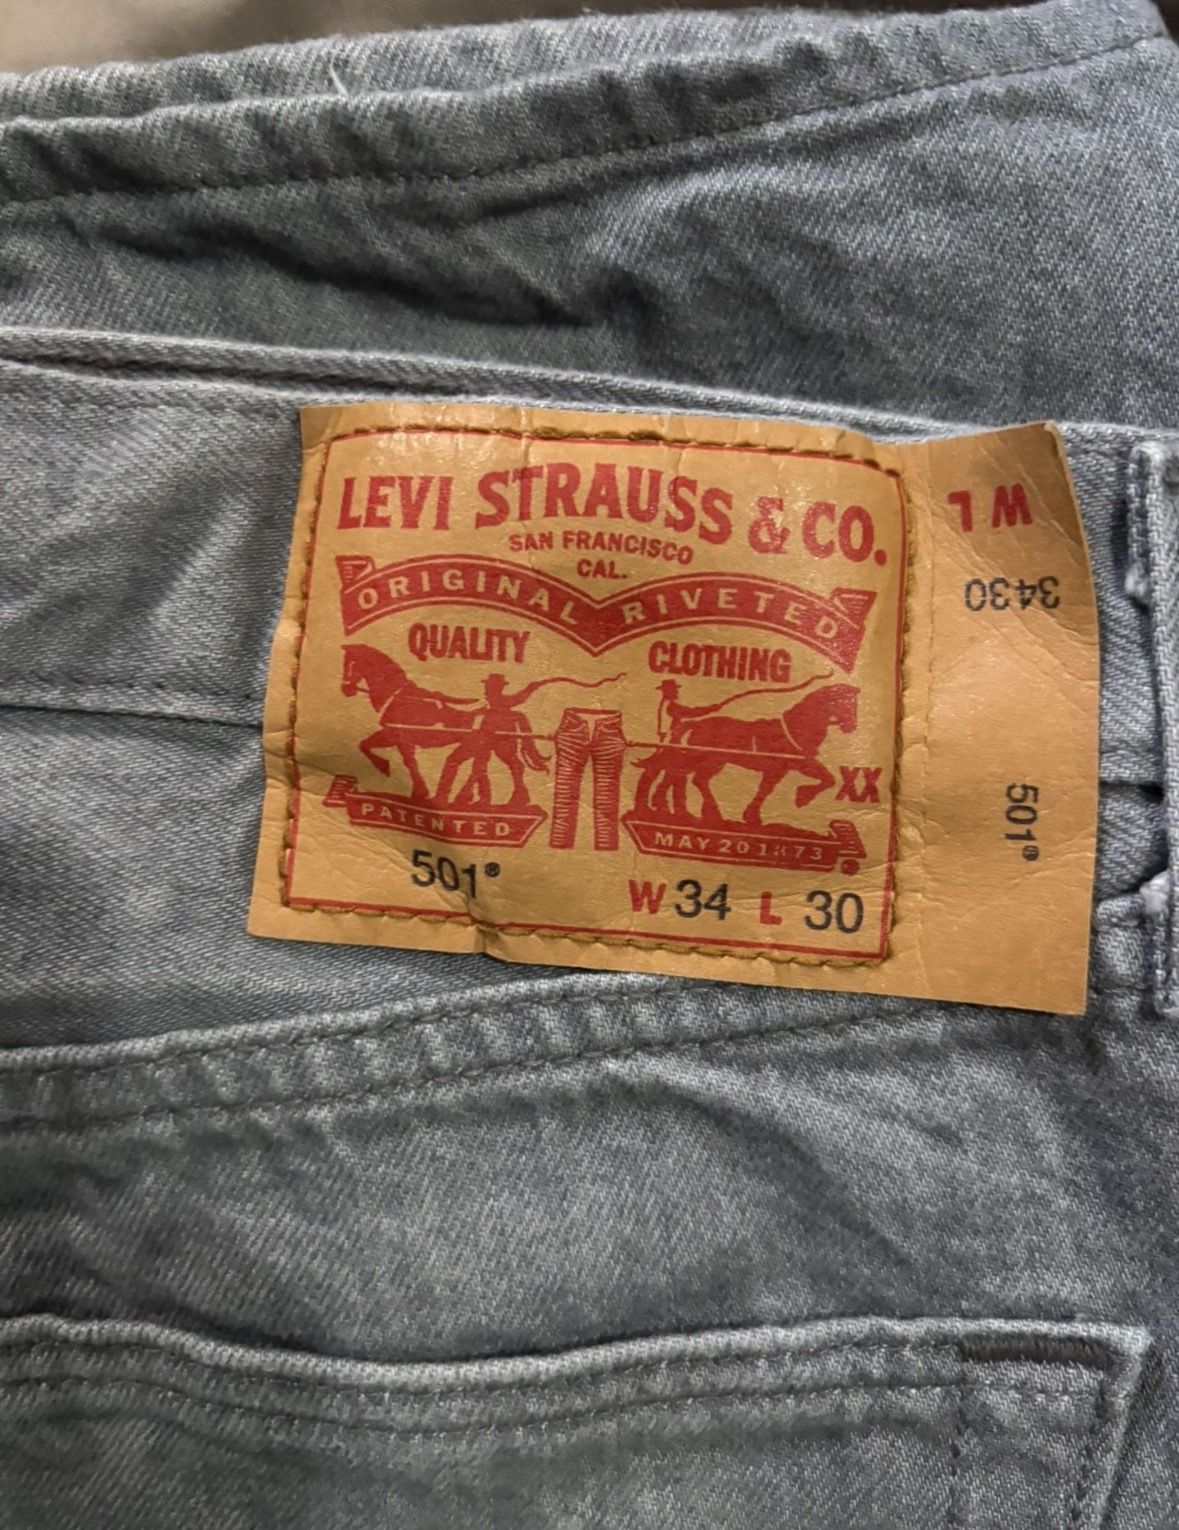 LEVI STRAUSS & CO.
SAN FRANCISCO
CAL.
ORIGINAL RIVETED
QUALITY CLOTHING
XX
PATENTED MAY 20 1873
®
501® W 34 L 30
W L
3430
501®